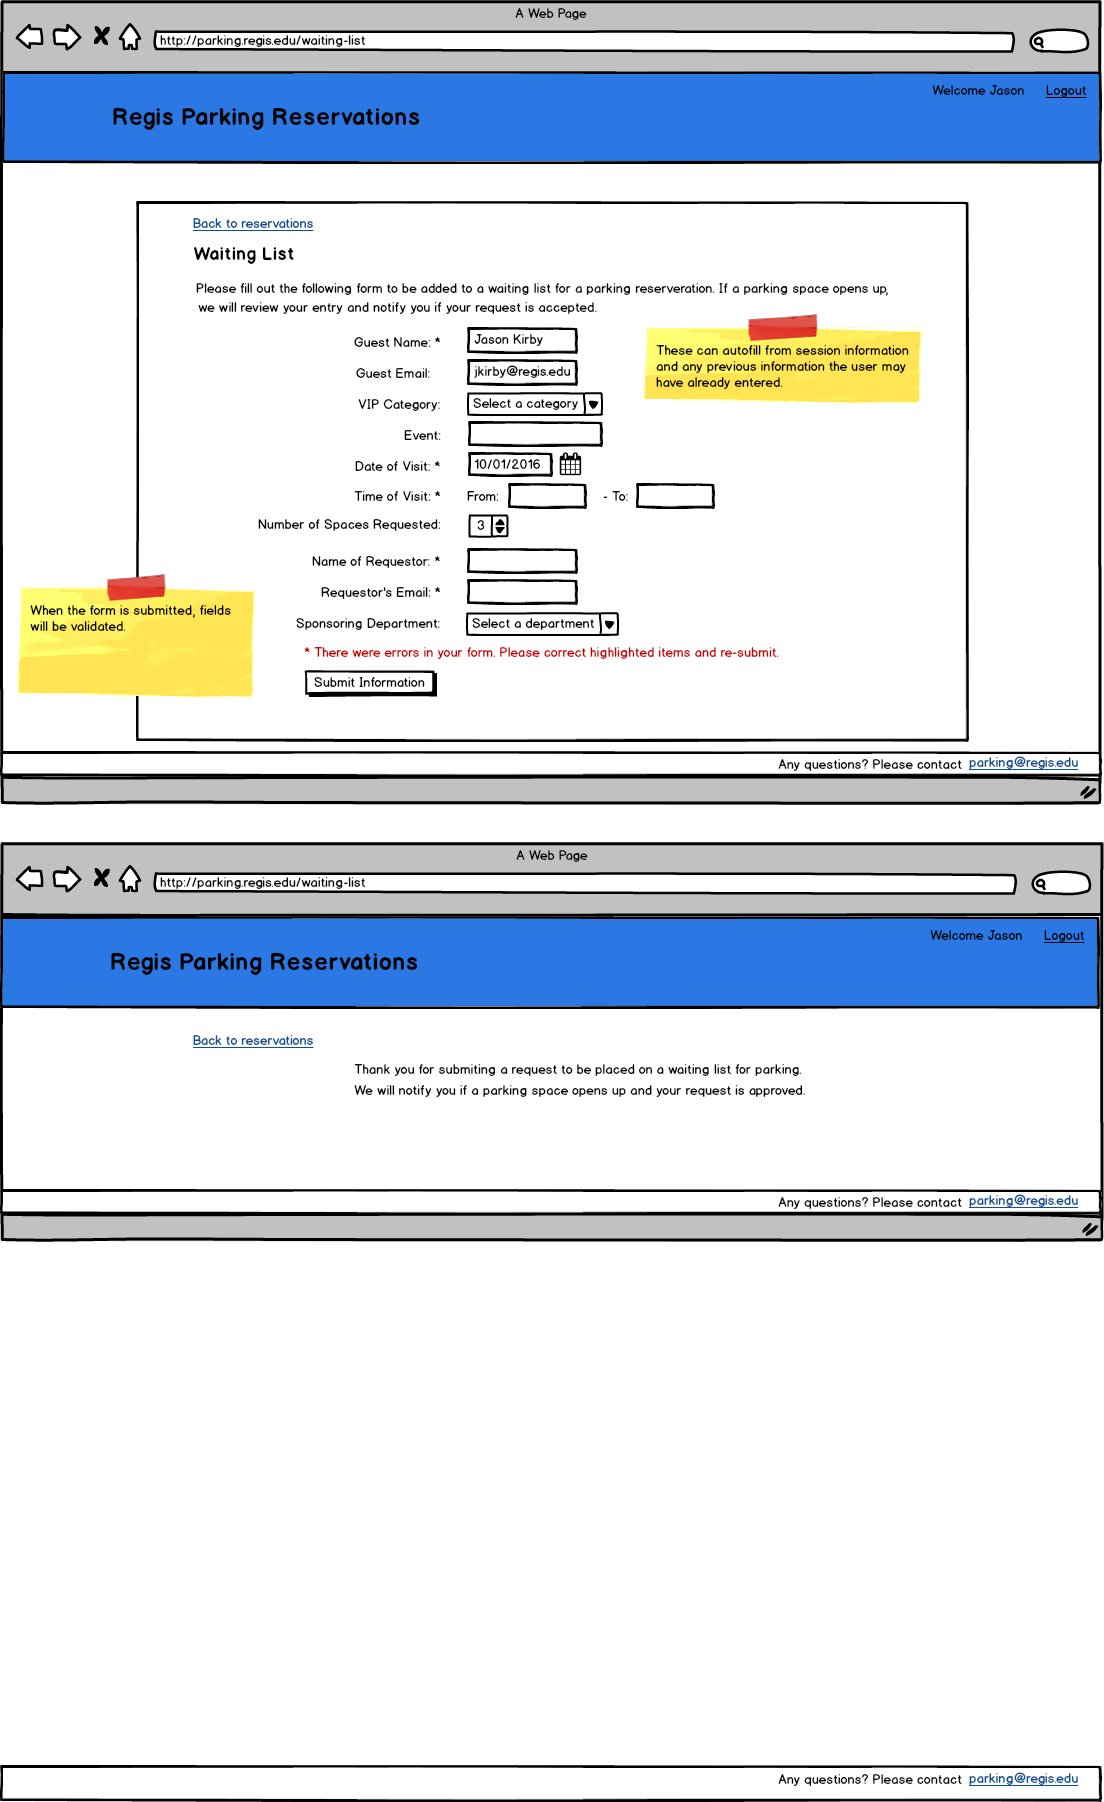 A Web Page
http://parking.regis.edu/waiting-list
Welcome Jason Logout
Regis Parking Reservations
Back to reservations
Waiting List
Please fill out the following form to be added to a waiting list for a parking reserveration. If a parking space opens up,
we will review your entry and notify you if your request is accepted.
Guest Name: * Jason Kirby
Guest Email: jkirby@regis.edu
VIP Category: Select a category
Event:
Date of Visit: * 10/01/2016
Time of Visit: * From: - To:
Number of Spaces Requested: 3
Name of Requestor: *
Requestor's Email: *
Sponsoring Department: Select a department
* There were errors in your form. Please correct highlighted items and re-submit.
Submit Information
These can autofill from session information
and any previous information the user may
have already entered.
When the form is submitted, fields
will be validated.
Any questions? Please contact parking@regis.edu
A Web Page
http://parking.regis.edu/waiting-list
Welcome Jason Logout
Regis Parking Reservations
Back to reservations
Thank you for submiting a request to be placed on a waiting list for parking.
We will notify you if a parking space opens up and your request is approved.
Any questions? Please contact parking@regis.edu
Any questions? Please contact parking@regis.edu